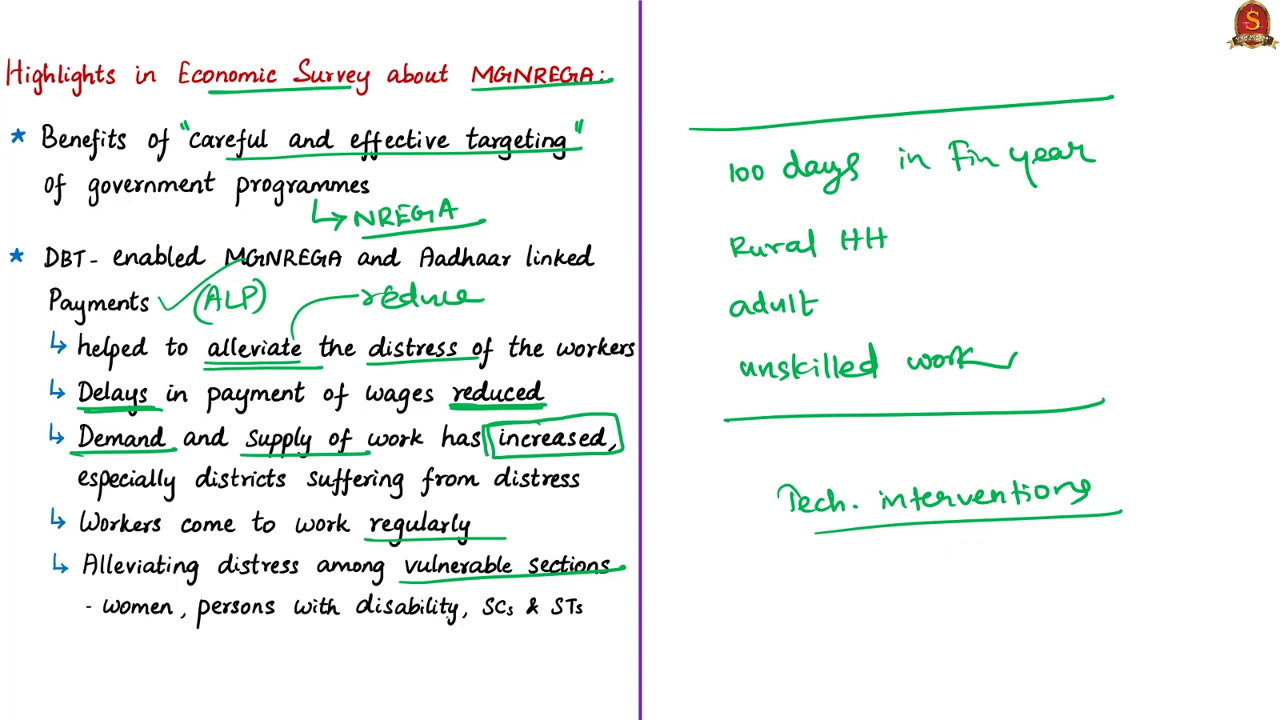 Highlights in Economic Survey about MGNREGA:
* Benefits of "careful and effective targeting"
of government programmes
↳ NREGA
* DBT- enabled MGNREGA and Aadhaar linked
Payments ✓ (ALP) reduce
↳ helped to alleviate the distress of the workers
↳ Delays in payment of wages reduced
↳ Demand and supply of work has increased,
especially districts suffering from distress
↳ Workers come to work regularly
↳ Alleviating distress among vulnerable sections
- women, persons with disability, SCs & STs
100 days in Fin year
Rural HH
adult
unskilled work
Tech. interventions
S